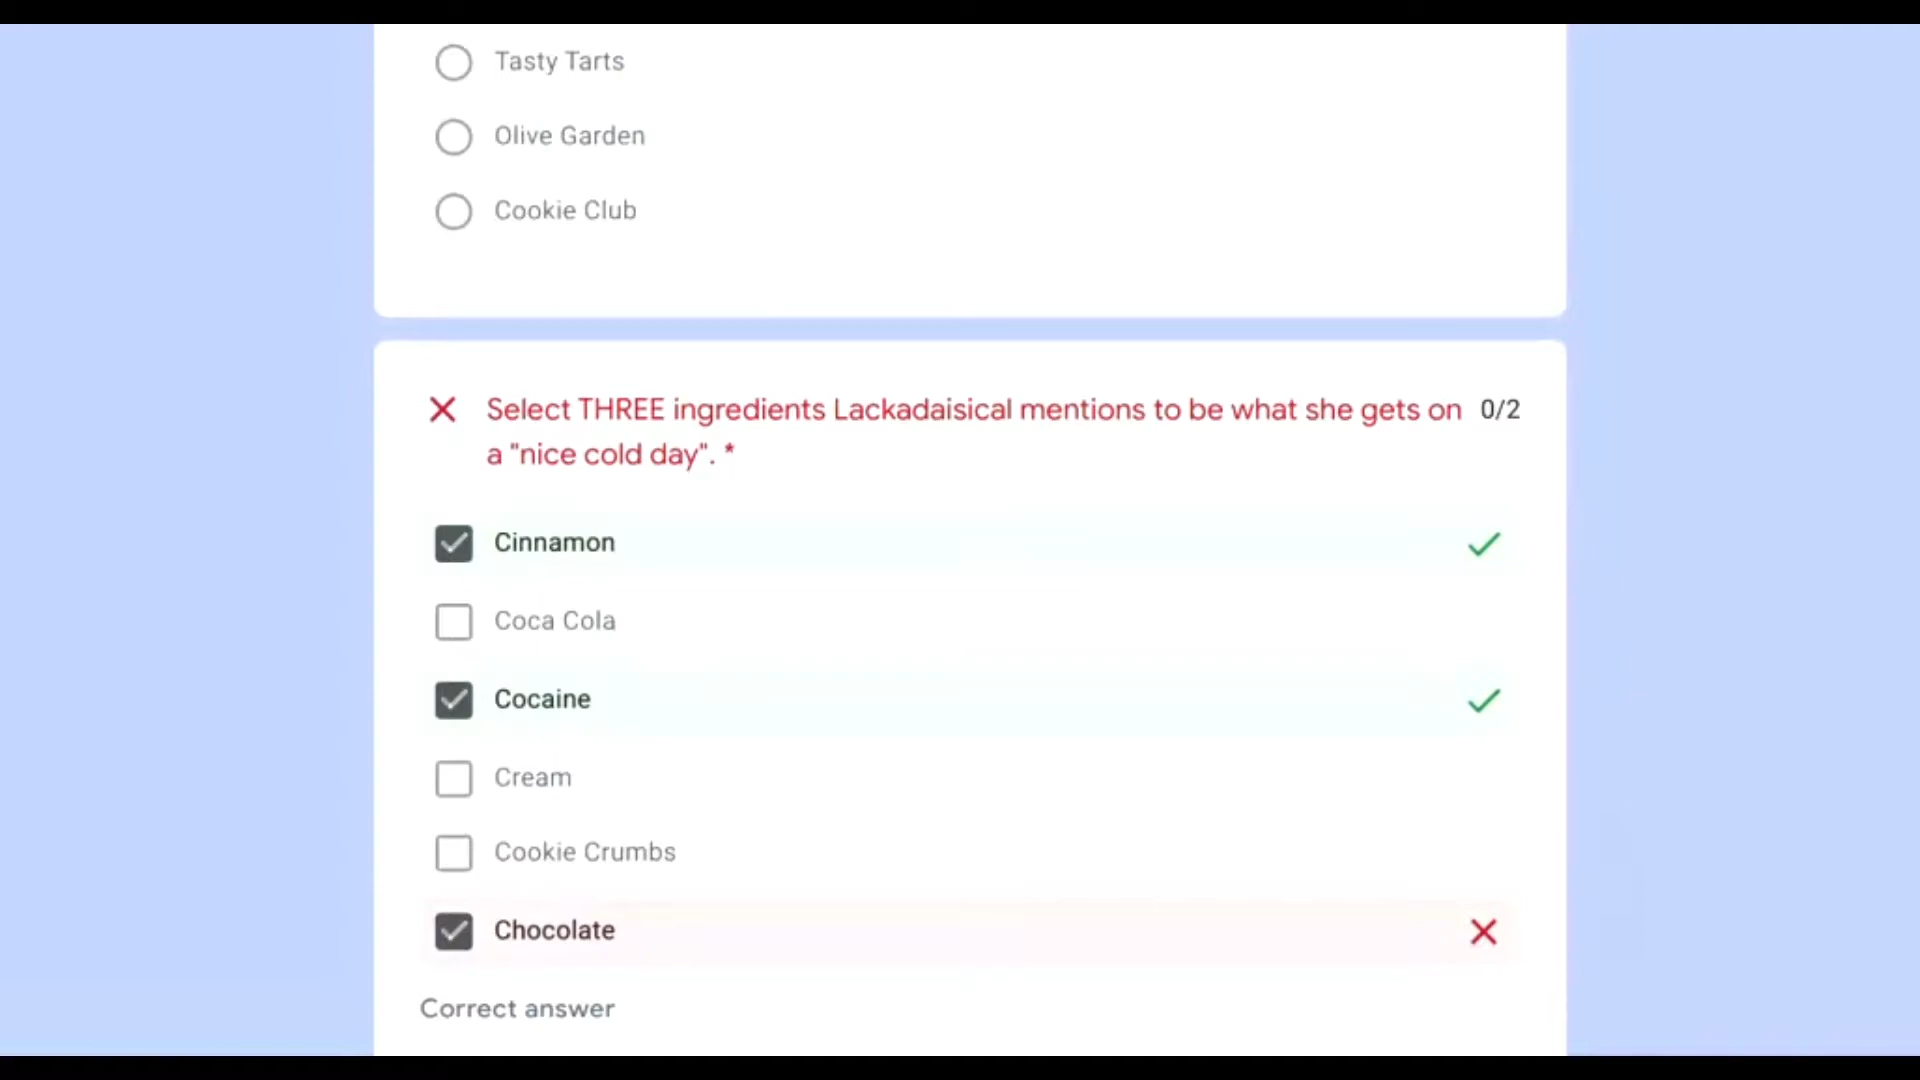 Tasty Tarts
Olive Garden
Cookie Club
Select THREE ingredients Lackadaisical mentions to be what she gets on 0/2
a "nice cold day". *
Cinnamon
Coca Cola
Cocaine
Cream
Cookie Crumbs
Chocolate
Correct answer